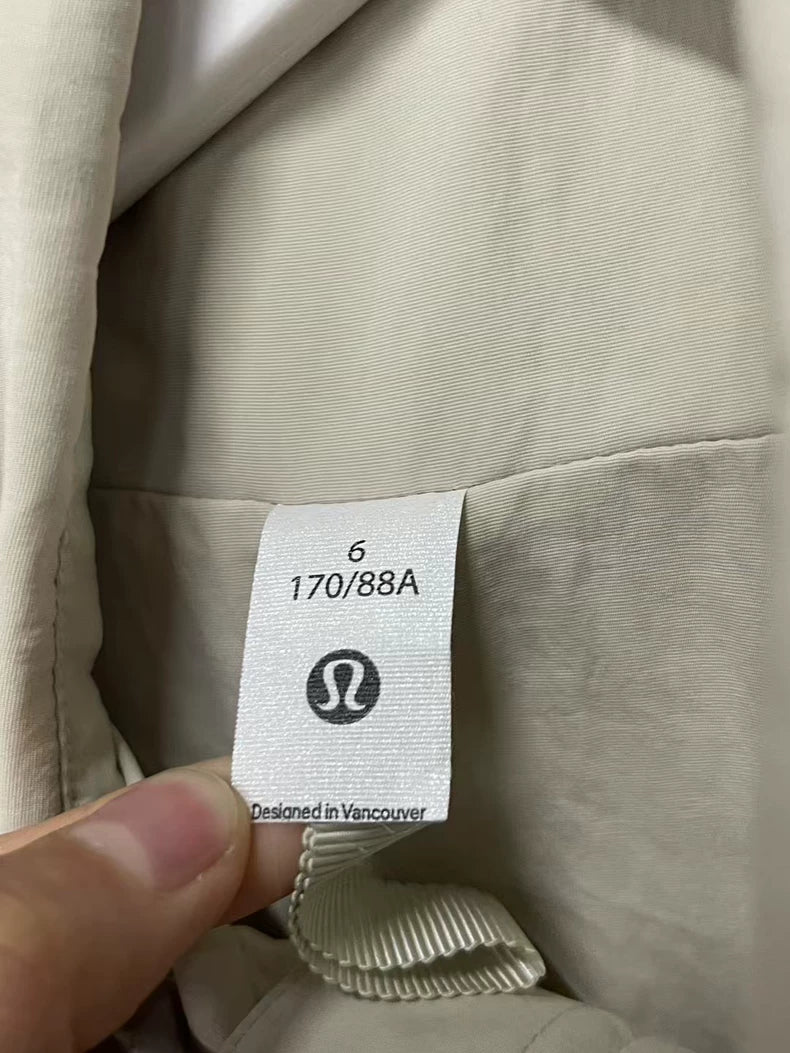 6
170/88A
Designed in Vancouver